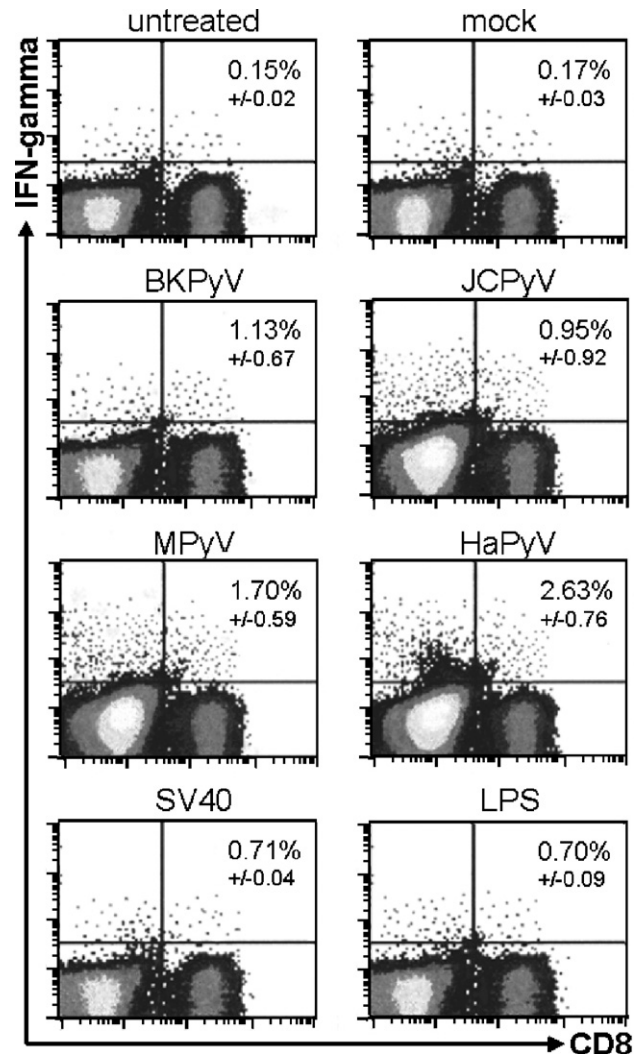 untreated
mock
0.15%
+/-0.02
0.17%
+/-0.03
BKPyV
JCPyV
1.13%
+/-0.67
0.95%
+/-0.92
MPyV
HaPyV
1.70%
+/-0.59
2.63%
+/-0.76
SV40
LPS
0.71%
+/-0.04
0.70%
+/-0.09
IFN-gamma
CD8